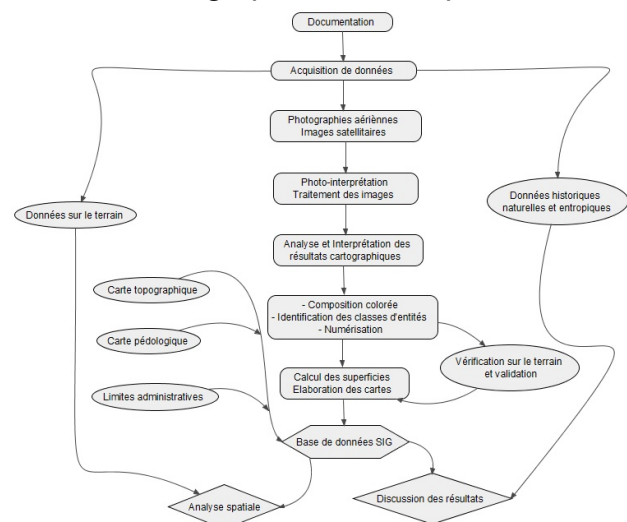 Documentation
Acquisition de données
Photographies aériènnes
Images satellitaires
Photo-intéprétation
Traitement des images
Données sur le terrain
Données historiques
naturelles et entropiques
Analyse et Interprétation des
résultats cartographiques
Carte topographique
- Composition colorée
- Identification des classes d'entités
- Numérisation
Carte pédologique
Vérification sur le terrain
et validation
Calcul des superficies
Elaboration des cartes
Limites administratives
Base de données SIG
Analyse spatiale
Discussion des résultats